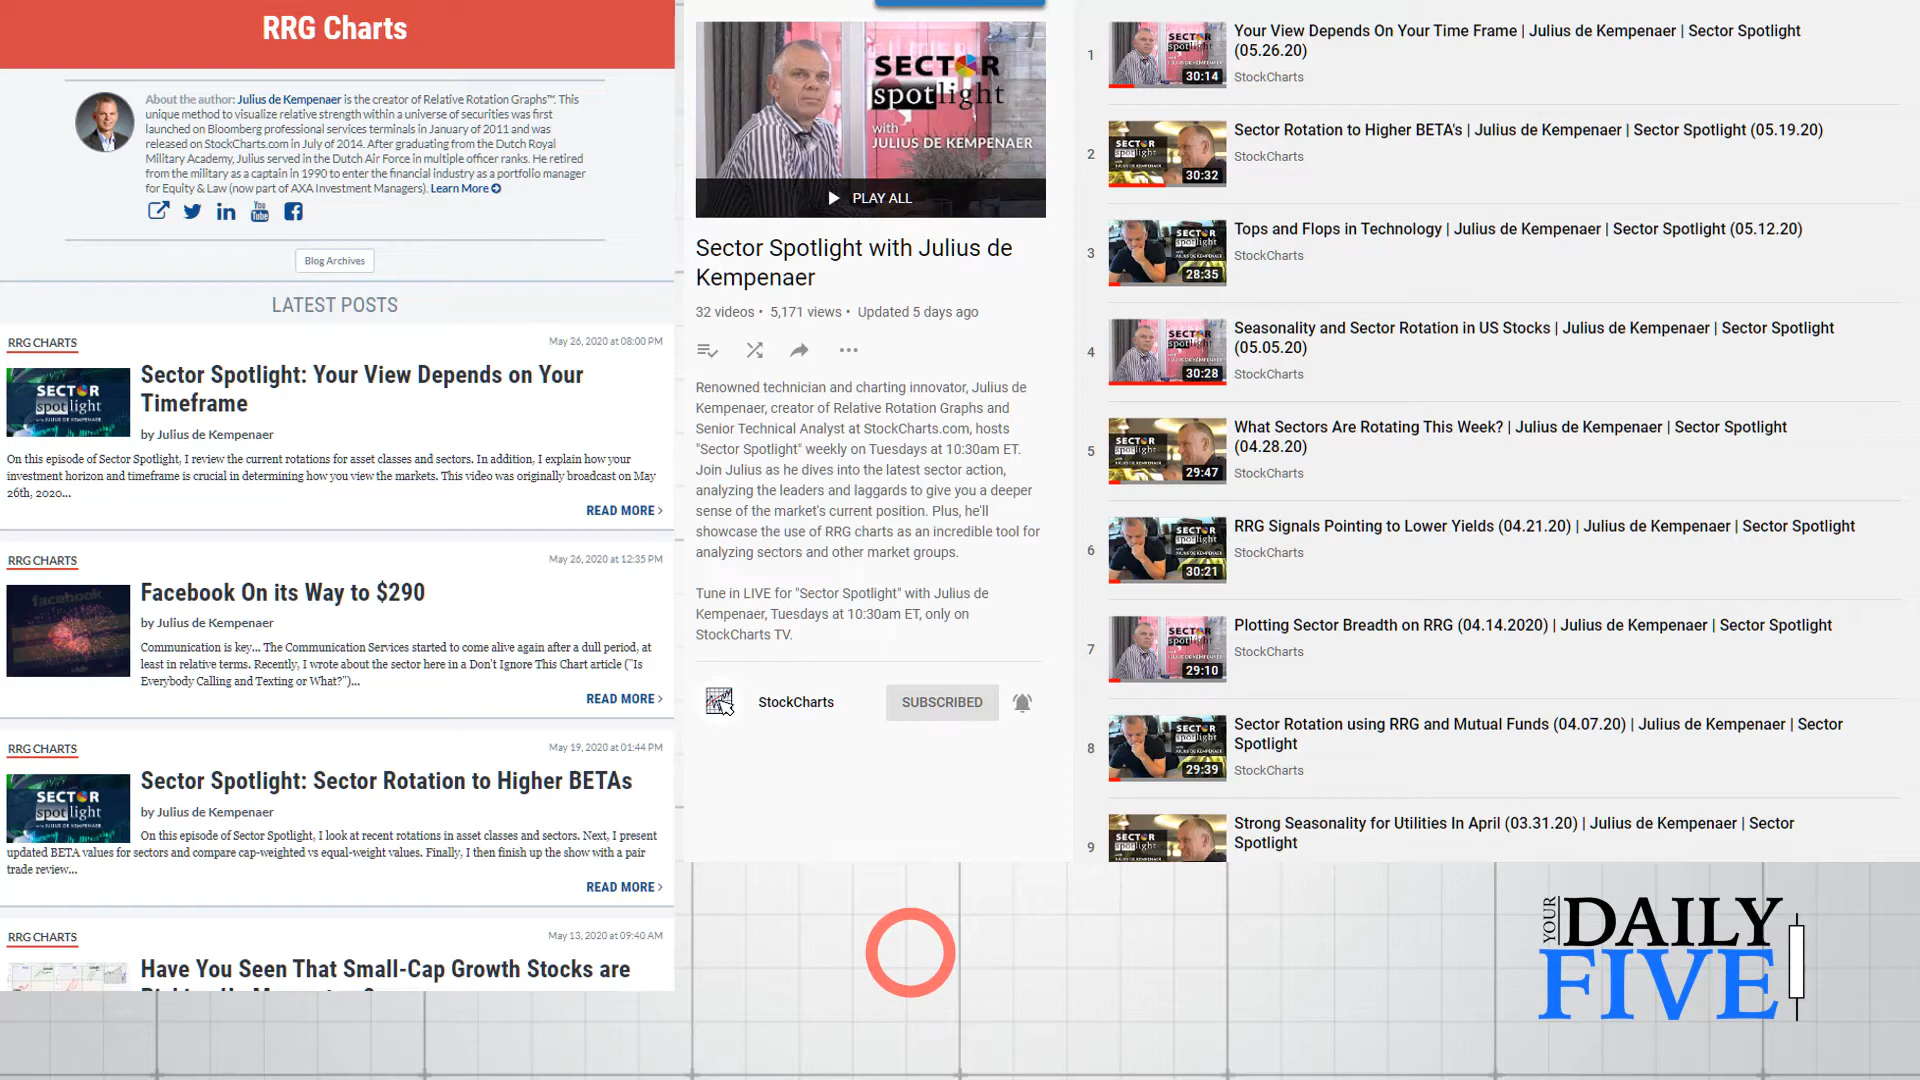 RRG Charts
About the author: Julius de Kempenaer is the creator of Relative Rotation Graphs™. This
unique method to visualize relative strength within a universe of securities was first
launched on Bloomberg professional services terminals in January of 2011 and was
released on StockCharts.com in July of 2014. After graduating from the Dutch Royal
Military Academy, Julius served in the Dutch Air Force in multiple officer ranks. He retired
from the military as a captain in 1990 to enter the financial industry as a portfolio manager
for Equity & Law (now part of AXA Investment Managers). Learn More
Blog Archives
LATEST POSTS
RRG CHARTS
May 26, 2020 at 08:00 PM
SECTOR
spotlight
Sector Spotlight: Your View Depends on Your
Timeframe
by Julius de Kempenaer
On this episode of Sector Spotlight, I review the current rotations for asset classes and sectors. In addition, I explain how your
investment horizon and timeframe is crucial in determining how you view the markets. This video was originally broadcast on May
26th, 2020...
READ MORE >
RRG CHARTS
May 26, 2020 at 12:35 PM
facebook
Facebook On its Way to $290
by Julius de Kempenaer
Communication is key... The Communication Services started to come alive again after a dull period, at
least in relative terms. Recently, I wrote about the sector here in a Don't Ignore This Chart article ("Is
Everybody Calling and Texting or What?")...
READ MORE >
RRG CHARTS
May 19, 2020 at 01:44 PM
SECTOR
spotlight
Sector Spotlight: Sector Rotation to Higher BETAs
by Julius de Kempenaer
On this episode of Sector Spotlight, I look at recent rotations in asset classes and sectors. Next, I present
updated BETA values for sectors and compare cap-weighted vs equal-weight values. Finally, I then finish up the show with a pair
trade review...
READ MORE >
RRG CHARTS
May 13, 2020 at 09:40 AM
Have You Seen That Small-Cap Growth Stocks are
SECTOR
spotlight
with
JULIUS DE KEMPENAER
PLAY ALL
Sector Spotlight with Julius de
Kempenaer
32 videos • 5,171 views • Updated 5 days ago
Renowned technician and charting innovator, Julius de
Kempenaer, creator of Relative Rotation Graphs and
Senior Technical Analyst at StockCharts.com, hosts
"Sector Spotlight" weekly on Tuesdays at 10:30am ET.
Join Julius as he dives into the latest sector action,
analyzing the leaders and laggards to give you a deeper
sense of the market's current position. Plus, he'll
showcase the use of RRG charts as an incredible tool for
analyzing sectors and other market groups.
Tune in LIVE for "Sector Spotlight" with Julius de
Kempenaer, Tuesdays at 10:30am ET, only on
StockCharts TV.
StockCharts
SUBSCRIBED
1
30:14
Your View Depends On Your Time Frame | Julius de Kempenaer | Sector Spotlight
(05.26.20)
StockCharts
2
30:32
Sector Rotation to Higher BETA's | Julius de Kempenaer | Sector Spotlight (05.19.20)
StockCharts
3
28:35
Tops and Flops in Technology | Julius de Kempenaer | Sector Spotlight (05.12.20)
StockCharts
4
30:28
Seasonality and Sector Rotation in US Stocks | Julius de Kempenaer | Sector Spotlight
(05.05.20)
StockCharts
5
29:47
What Sectors Are Rotating This Week? | Julius de Kempenaer | Sector Spotlight
(04.28.20)
StockCharts
6
30:21
RRG Signals Pointing to Lower Yields (04.21.20) | Julius de Kempenaer | Sector Spotlight
StockCharts
7
29:10
Plotting Sector Breadth on RRG (04.14.2020) | Julius de Kempenaer | Sector Spotlight
StockCharts
8
29:39
Sector Rotation using RRG and Mutual Funds (04.07.20) | Julius de Kempenaer | Sector
Spotlight
StockCharts
9
Strong Seasonality for Utilities In April (03.31.20) | Julius de Kempenaer | Sector
Spotlight
YOUR
DAILY
FIVE